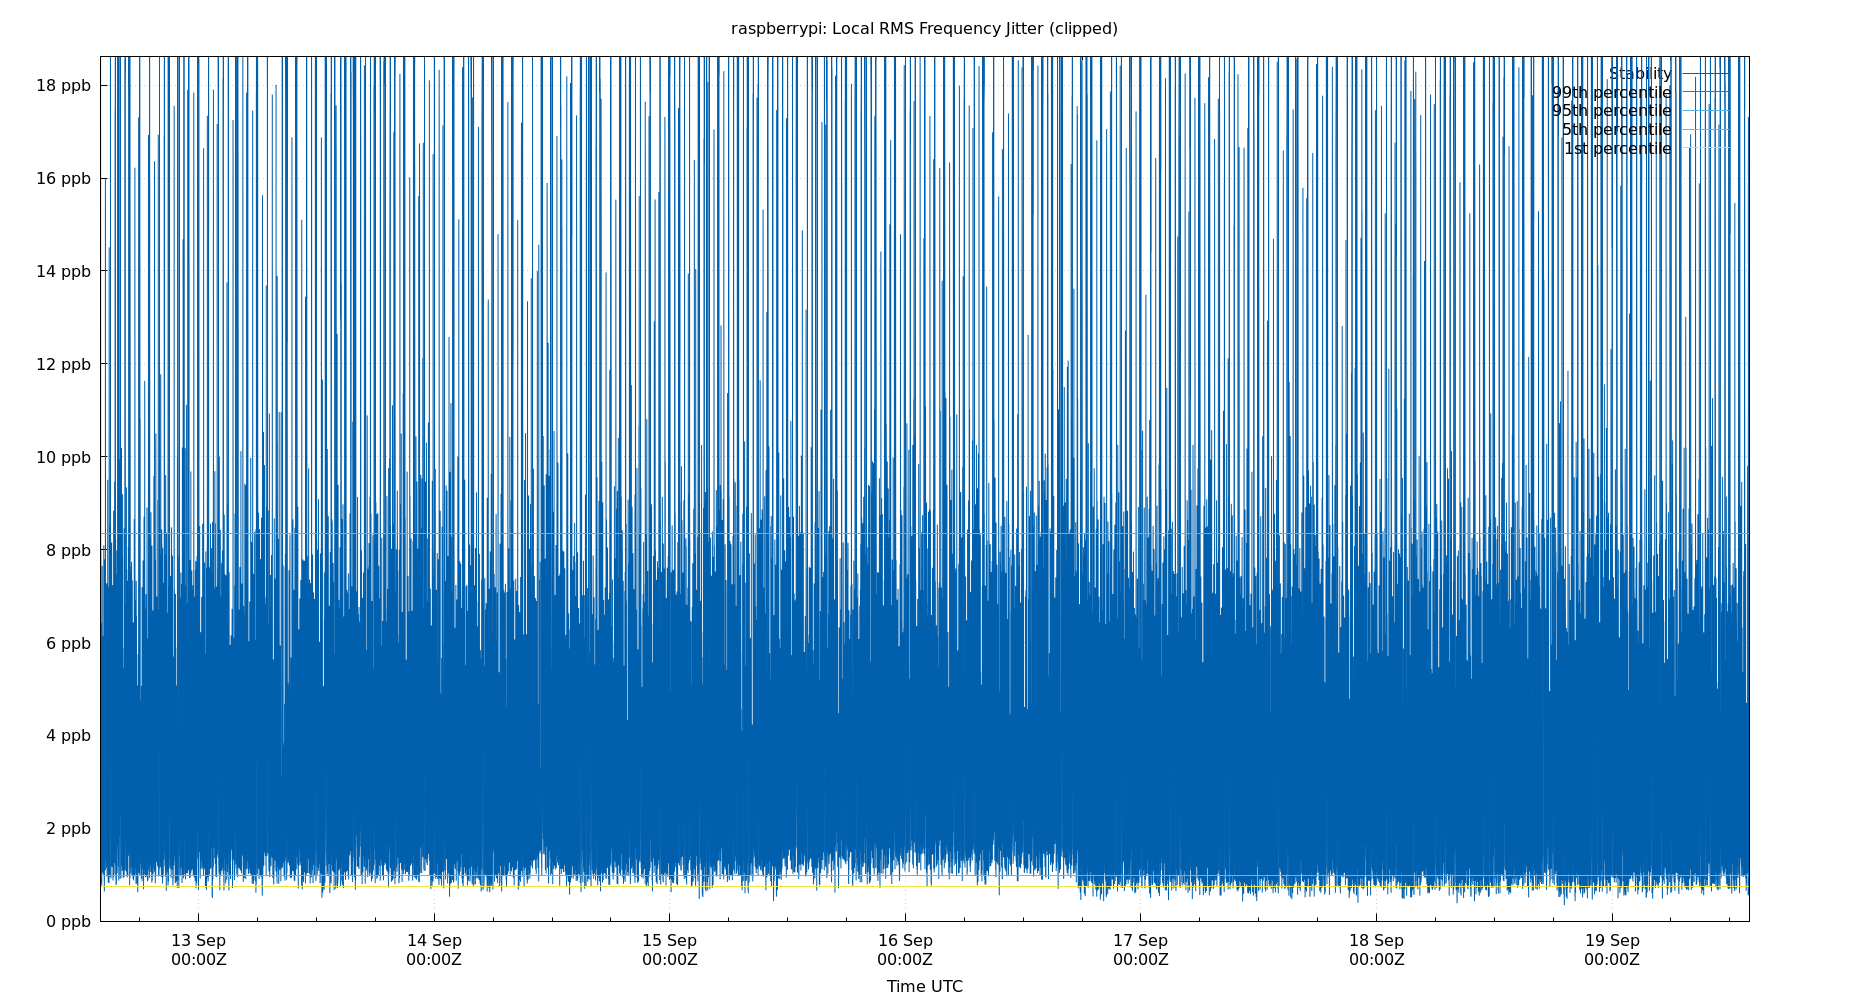 raspberrypi: Local RMS Frequency Jitter (clipped)
18 ppb
16 ppb
14 ppb
12 ppb
10 ppb
8 ppb
6 ppb
4 ppb
2 ppb
0 ppb
Stability
99th percentile
95th percentile
5th percentile
1st percentile
13 Sep
00:00Z
14 Sep
00:00Z
15 Sep
00:00Z
16 Sep
00:00Z
17 Sep
00:00Z
18 Sep
00:00Z
19 Sep
00:00Z
Time UTC